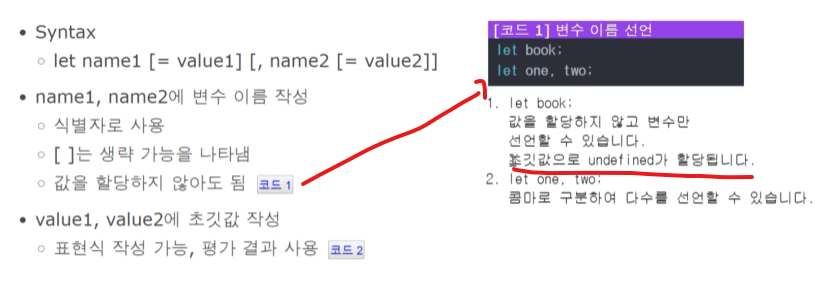 • Syntax
◦ let name1 [= value1] [, name2 [= value2]]
• name1, name2에 변수 이름 작성
◦ 식별자로 사용
◦ [ ]는 생략 가능을 나타냄
◦ 값을 할당하지 않아도 됨 코드 1
• value1, value2에 초깃값 작성
◦ 표현식 작성 가능, 평가 결과 사용 코드 2
[코드 1] 변수 이름 선언
let book;
let one, two;
1. let book;
값을 할당하지 않고 변수만
선언할 수 있습니다.
초깃값으로 undefined가 할당됩니다.
2. let one, two;
콤마로 구분하여 다수를 선언할 수 있습니다.